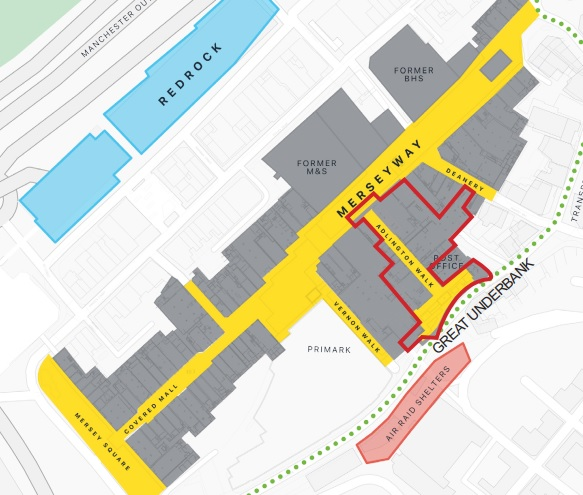 MANCHESTER OU
REDROCK
FORMER
BHS
FORMER
M&S
MERSEYWAY
DEANERY
ADLINGTON WALK
POST
OFFICE
TRANS
GREAT UNDERBANK
VERNON WALK
PRIMARK
COVERED MALL
AIR RAID SHELTERS
MERSEY SQUARE